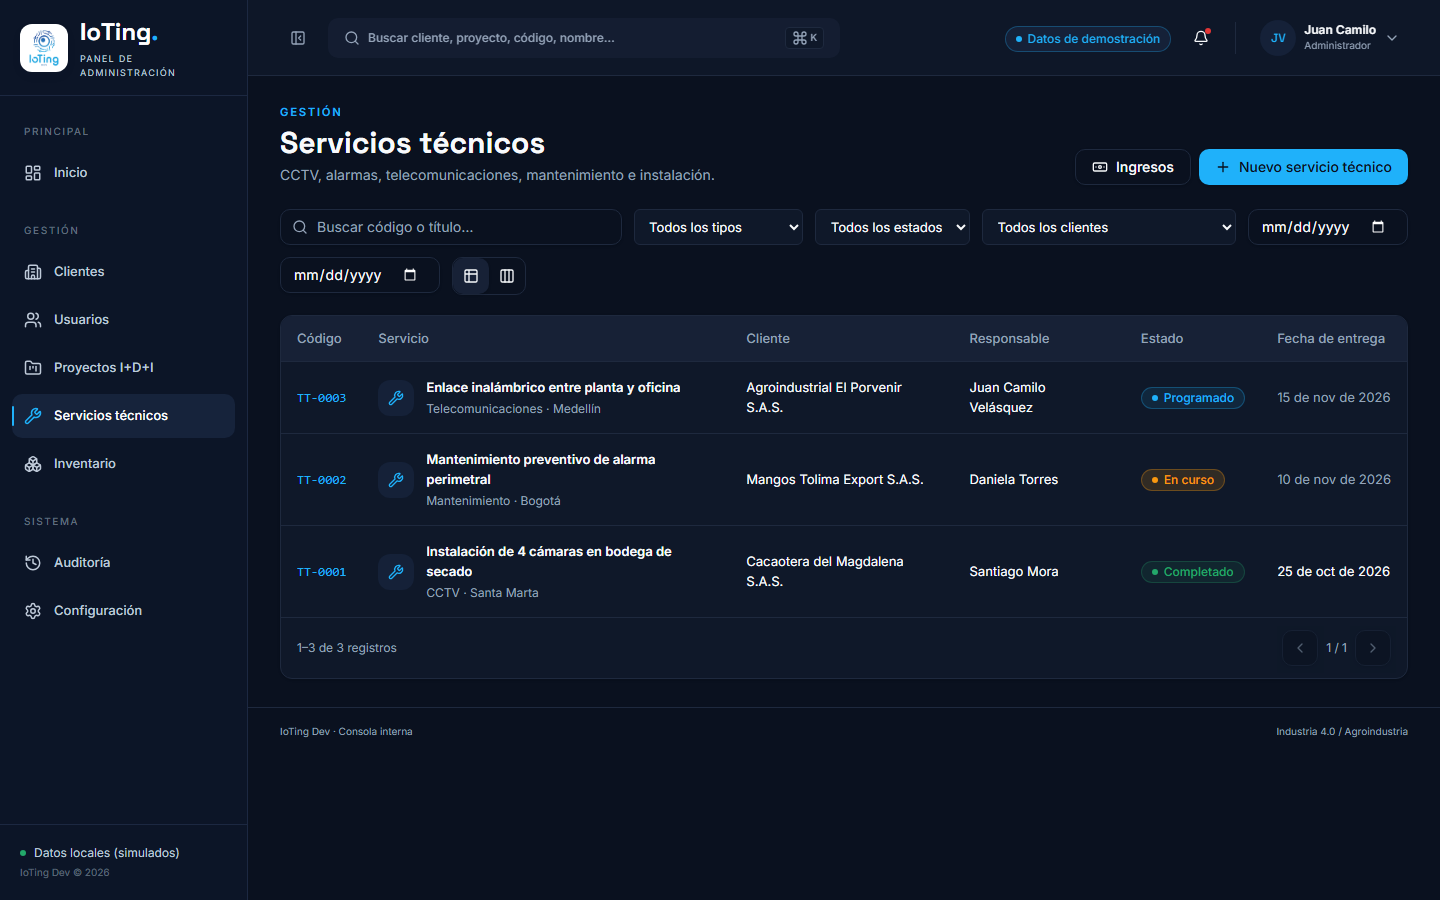 IoTing
IoTing.
PANEL DE
ADMINISTRACIÓN
Buscar cliente, proyecto, código, nombre...
⌘ K
Datos de demostración
JV
Juan Camilo
Administrador
PRINCIPAL
Inicio
GESTIÓN
Clientes
Usuarios
Proyectos I+D+I
Servicios técnicos
Inventario
SISTEMA
Auditoría
Configuración
Datos locales (simulados)
IoTing Dev © 2026
GESTIÓN
Servicios técnicos
CCTV, alarmas, telecomunicaciones, mantenimiento e instalación.
Ingresos
+ Nuevo servicio técnico
Buscar código o título...
Todos los tipos
Todos los estados
Todos los clientes
mm/dd/yyyy
mm/dd/yyyy
Código Servicio Cliente Responsable Estado Fecha de entrega
TT-0003
Enlace inalámbrico entre planta y oficina
Telecomunicaciones · Medellín
Agroindustrial El Porvenir
S.A.S.
Juan Camilo
Velásquez
Programado
15 de nov de 2026
TT-0002
Mantenimiento preventivo de alarma
perimetral
Mantenimiento · Bogotá
Mangos Tolima Export S.A.S.
Daniela Torres
En curso
10 de nov de 2026
TT-0001
Instalación de 4 cámaras en bodega de
secado
CCTV · Santa Marta
Cacaotera del Magdalena
S.A.S.
Santiago Mora
Completado
25 de oct de 2026
1–3 de 3 registros
1 / 1
IoTing Dev · Consola interna
Industria 4.0 / Agroindustria